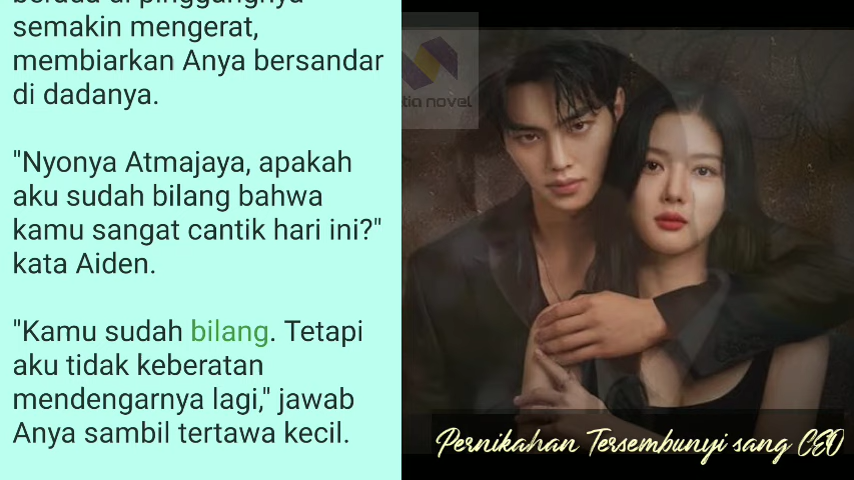 semakin mengerat,
membiarkan Anya bersandar
di dadanya.
"Nyonya Atmajaya, apakah
aku sudah bilang bahwa
kamu sangat cantik hari ini?"
kata Aiden.
"Kamu sudah bilang. Tetapi
aku tidak keberatan
mendengarnya lagi," jawab
Anya sambil tertawa kecil.
novel
Pernikahan Tersembunyi sang CEO